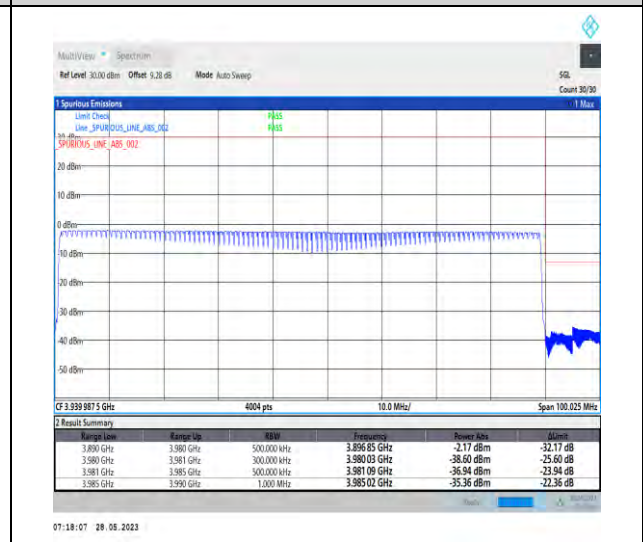 MultiView Spectrum
Ref Level 30.00 dBm Offset 9.28 dB Mode Auto Sweep SGL
Count 30/30
1 Spurious Emissions 1 Max
Limit Check PASS
Line _SPURIOUS_LINE_ABS_002 PASS
30 dBm
_SPURIOUS_LINE_ABS_002
20 dBm
10 dBm
0 dBm
-10 dBm
-20 dBm
-30 dBm
-40 dBm
-50 dBm
CF 3.939 987 5 GHz 4004 pts 10.0 MHz/ Span 100.025 MHz
2 Result Summary
Range Low Range Up RBW Frequency Power Abs ΔLimit
3.890 GHz 3.980 GHz 500.000 kHz 3.896 85 GHz -2.17 dBm -32.17 dB
3.980 GHz 3.981 GHz 300.000 kHz 3.980 03 GHz -38.60 dBm -25.60 dB
3.981 GHz 3.985 GHz 500.000 kHz 3.981 09 GHz -36.94 dBm -23.94 dB
3.985 GHz 3.990 GHz 1.000 MHz 3.985 02 GHz -35.36 dBm -22.36 dB
07:18:07 28.05.2023